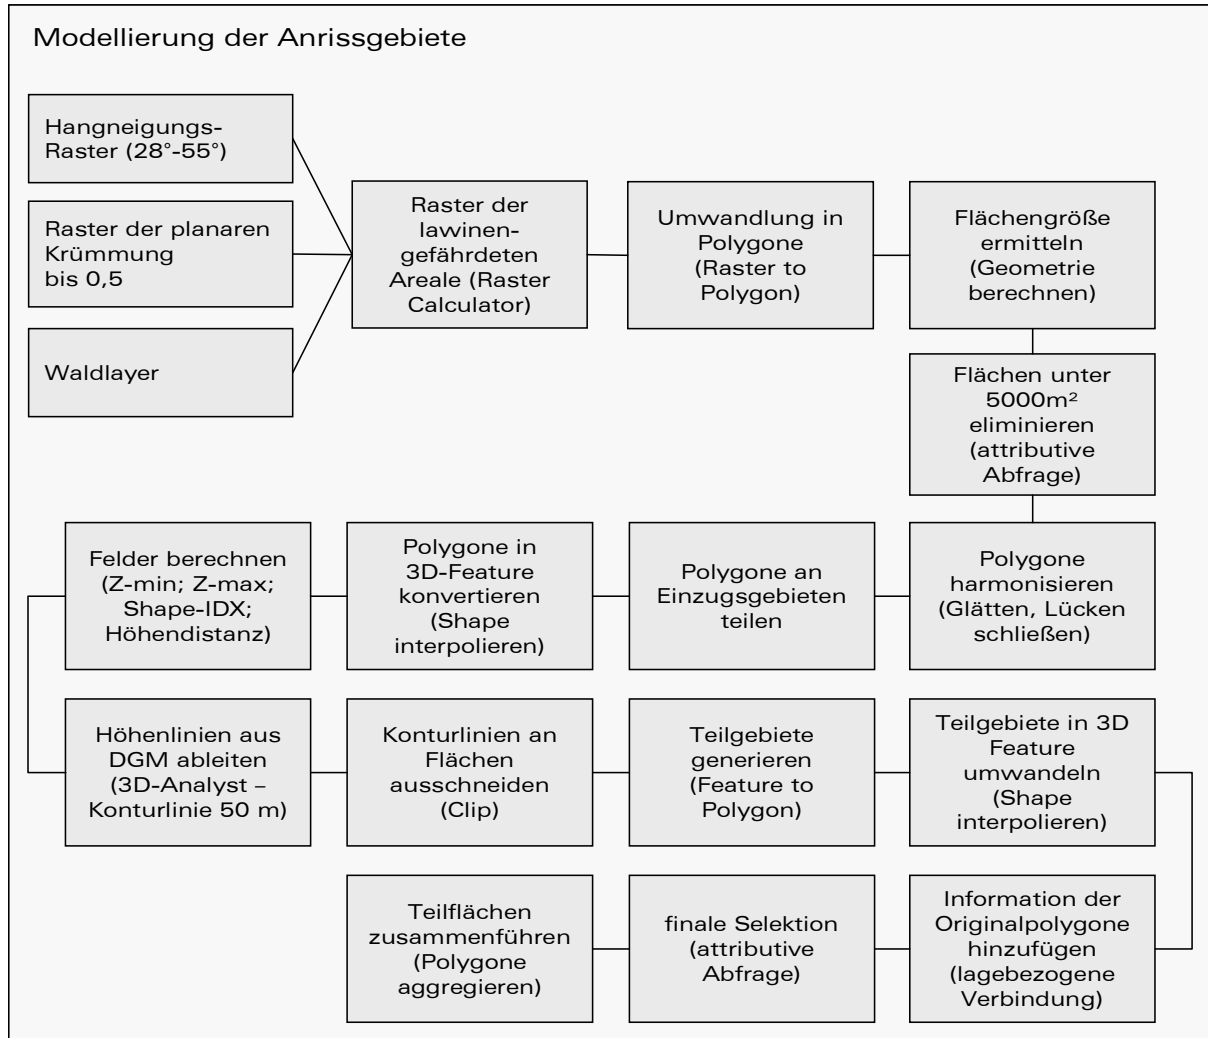 Modellierung der Anrissgebiete
Hangneigungs-
Raster (28°-55°)
Raster der planaren
Krümmung
bis 0,5
Waldlayer
Raster der
lawinen-
gefährdeten
Areale (Raster
Calculator)
Umwandlung in
Polygone
(Raster to
Polygon)
Flächengröße
ermitteln
(Geometrie
berechnen)
Flächen unter
5000m²
eliminieren
(attributive
Abfrage)
Polygone
harmonisieren
(Glätten, Lücken
schließen)
Polygone an
Einzugsgebieten
teilen
Polygone in
3D-Feature
konvertieren
(Shape
interpolieren)
Felder berechnen
(Z-min; Z-max;
Shape-IDX;
Höhendistanz)
Höhenlinien aus
DGM ableiten
(3D-Analyst –
Konturlinie 50 m)
Konturlinien an
Flächen
ausschneiden
(Clip)
Teilgebiete
generieren
(Feature to
Polygon)
Teilgebiete in 3D
Feature
umwandeln
(Shape
interpolieren)
Information der
Originalpolygone
hinzufügen
(lagebezogene
Verbindung)
finale Selektion
(attributive
Abfrage)
Teilflächen
zusammenführen
(Polygone
aggregieren)